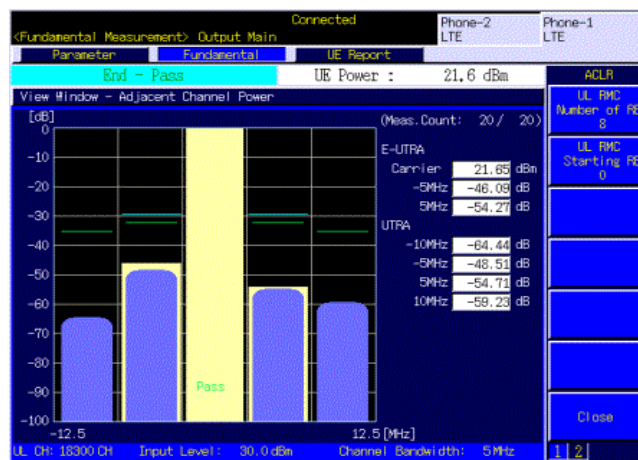 Connected
Phone-2
LTE
Phone-1
LTE
<Fundamental Measurement> Output Main
Parameter
Fundamental
UE Report
End - Pass
UE Power :
21.6 dBm
ACLR
View Window - Adjacent Channel Power
UL RMC
Number of RB
8
UL RMC
Starting RB
0
[dB]
(Meas.Count: 20/ 20)
0
-10
-20
-30
-40
-50
-60
-70
-80
-90
-100
E-UTRA
Carrier 21.65 dBm
-5MHz -46.09 dB
5MHz -54.27 dB
UTRA
-10MHz -64.44 dB
-5MHz -48.51 dB
5MHz -54.71 dB
10MHz -59.23 dB
Pass
-12.5
12.5[MHz]
Close
UL CH: 18300 CH Input Level: 30.0 dBm Channel Bandwidth: 5 MHz
1 2